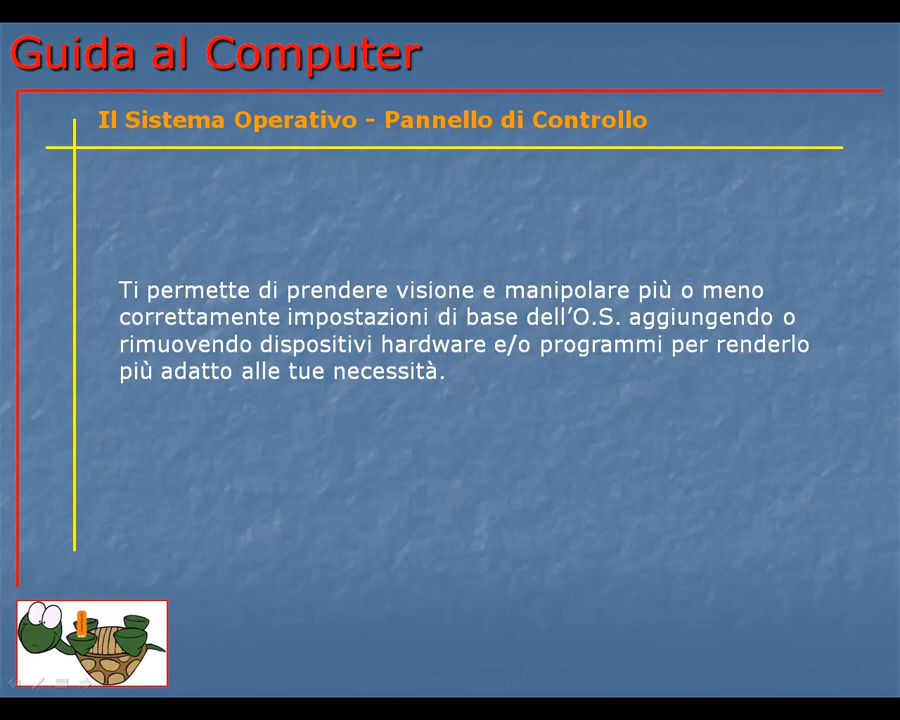 Guida al Computer
Il Sistema Operativo - Pannello di Controllo
Ti permette di prendere visione e manipolare più o meno
correttamente impostazioni di base dell’O.S. aggiungendo o
rimuovendo dispositivi hardware e/o programmi per renderlo
più adatto alle tue necessità.